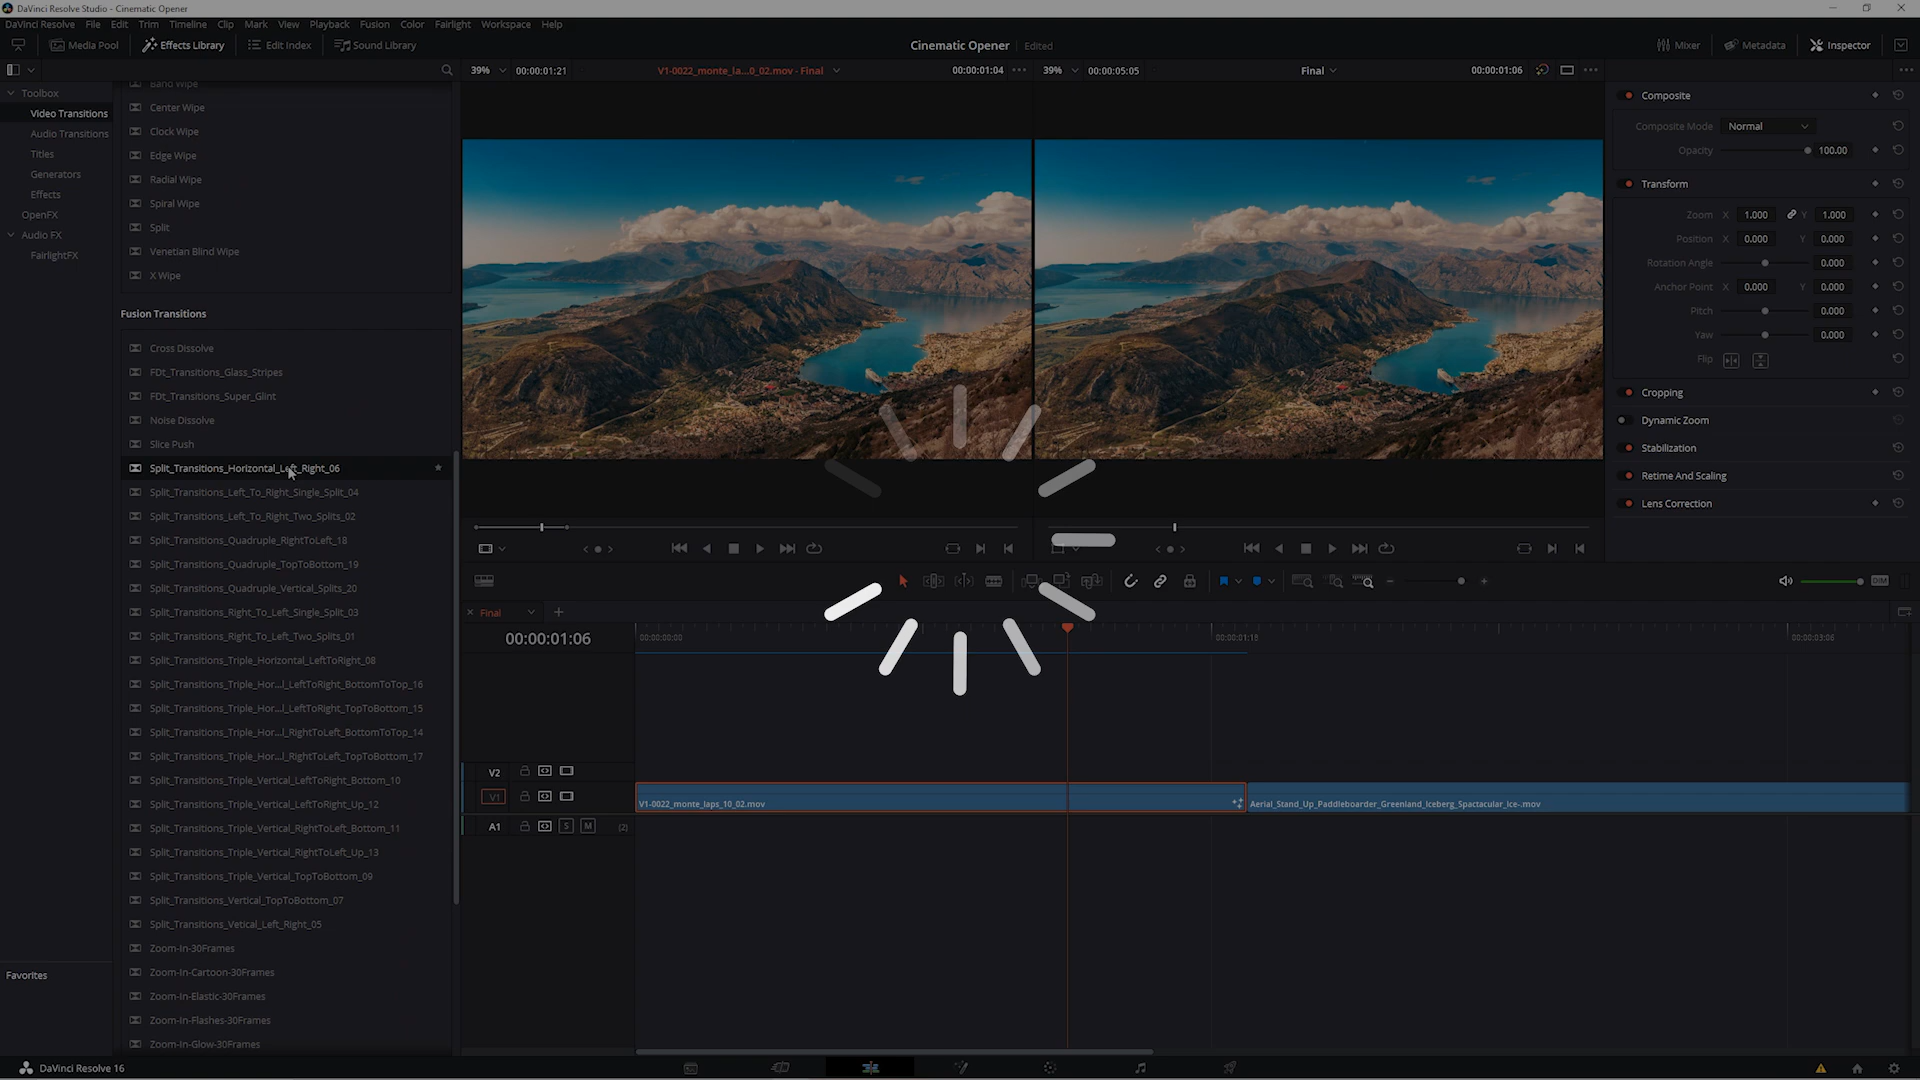 DaVinci Resolve Studio - Cinematic Opener
DaVinci Resolve File Edit Trim Timeline Clip Mark View Playback Fusion Color Fairlight Workspace Help
Media Pool Effects Library Edit Index Sound Library Cinematic Opener Edited Mixer Metadata Inspector
39% 00:00:01:21 V1-0022_monte_la...0_02.mov - Final 00:00:01:04 39% 00:00:05:05 Final 00:00:01:06
Toolbox
Video Transitions
Audio Transitions
Titles
Generators
Effects
OpenFX
Audio FX
FairlightFX
Favorites
Band Wipe
Center Wipe
Clock Wipe
Edge Wipe
Radial Wipe
Spiral Wipe
Split
Venetian Blind Wipe
X Wipe
Fusion Transitions
Cross Dissolve
FDt_Transitions_Glass_Stripes
FDt_Transitions_Super_Glint
Noise Dissolve
Slice Push
Split_Transitions_Horizontal_Left_Right_06
Split_Transitions_Left_To_Right_Single_Split_04
Split_Transitions_Left_To_Right_Two_Splits_02
Split_Transitions_Quadruple_RightToLeft_18
Split_Transitions_Quadruple_TopToBottom_19
Split_Transitions_Quadruple_Vertical_Splits_20
Split_Transitions_Right_To_Left_Single_Split_03
Split_Transitions_Right_To_Left_Two_Splits_01
Split_Transitions_Triple_Horizontal_LeftToRight_08
Split_Transitions_Triple_Hor...l_LeftToRight_BottomToTop_16
Split_Transitions_Triple_Hor...l_LeftToRight_TopToBottom_15
Split_Transitions_Triple_Hor...l_RightToLeft_BottomToTop_14
Split_Transitions_Triple_Hor...l_RightToLeft_TopToBottom_17
Split_Transitions_Triple_Vertical_LeftToRight_Bottom_10
Split_Transitions_Triple_Vertical_LeftToRight_Up_12
Split_Transitions_Triple_Vertical_RightToLeft_Bottom_11
Split_Transitions_Triple_Vertical_RightToLeft_Up_13
Split_Transitions_Triple_Vertical_TopToBottom_09
Split_Transitions_Vertical_TopToBottom_07
Split_Transitions_Vetical_Left_Right_05
Zoom-In-30Frames
Zoom-In-Cartoon-30Frames
Zoom-In-Elastic-30Frames
Zoom-In-Flashes-30Frames
Zoom-In-Glow-30Frames
Composite
Composite Mode Normal
Opacity 100.00
Transform
Zoom X 1.000 Y 1.000
Position X 0.000 Y 0.000
Rotation Angle 0.000
Anchor Point X 0.000 Y 0.000
Pitch 0.000
Yaw 0.000
Flip
Cropping
Dynamic Zoom
Stabilization
Retime And Scaling
Lens Correction
DIM
Final
00:00:01:06 00:00:00:00 00:00:01:18 00:00:03:06
V2
V1 V1-0022_monte_laps_10_02.mov Aerial_Stand_Up_Paddleboarder_Greenland_Iceberg_Spactacular_Ice-.mov
A1 S M [2]
DaVinci Resolve 16